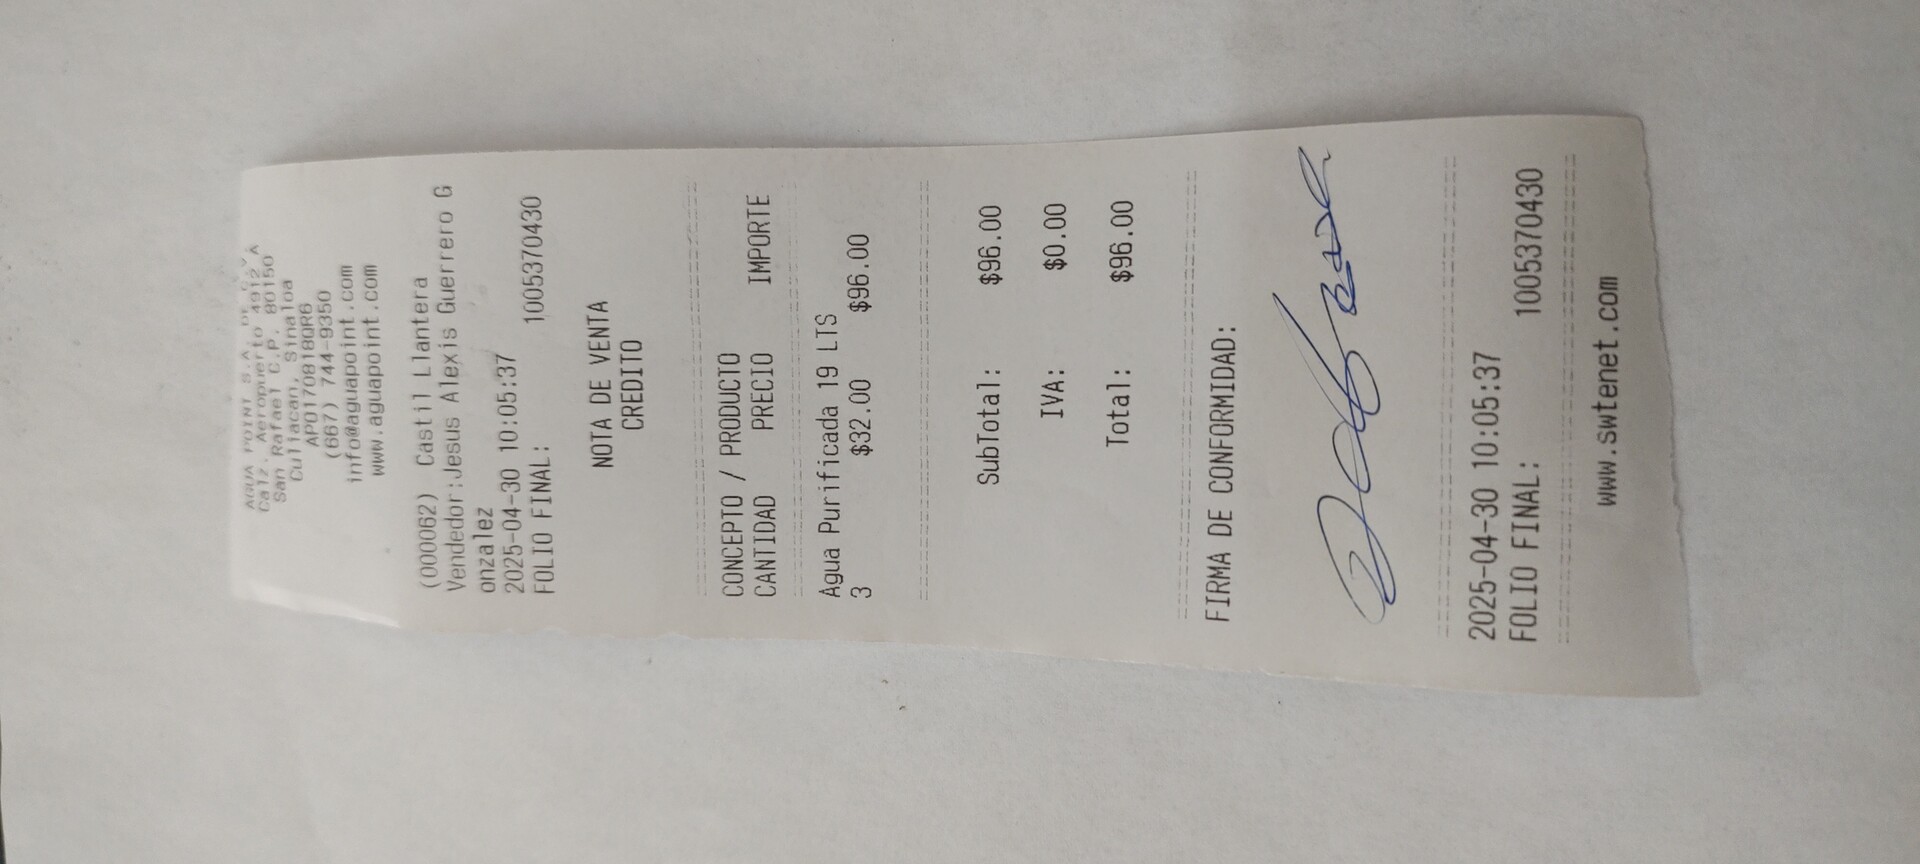 AGUA POINT S.A. DE C.V.
Calz. Aeropuerto 4912 A
San Rafael C.P. 80150
Culiacan, Sinaloa
APO170818QR6
(667) 744-9350
info@aguapoint.com
www.aguapoint.com
(000062) Castil Llantera
Vendedor:Jesus Alexis Guerrero G
onzalez
2025-04-30 10:05:37
FOLIO FINAL: 1005370430
NOTA DE VENTA
CREDITO
CONCEPTO / PRODUCTO
CANTIDAD PRECIO IMPORTE
Agua Purificada 19 LTS
3 $32.00 $96.00
SubTotal: $96.00
IVA: $0.00
Total: $96.00
FIRMA DE CONFORMIDAD:
2025-04-30 10:05:37
FOLIO FINAL: 1005370430
www.swtenet.com